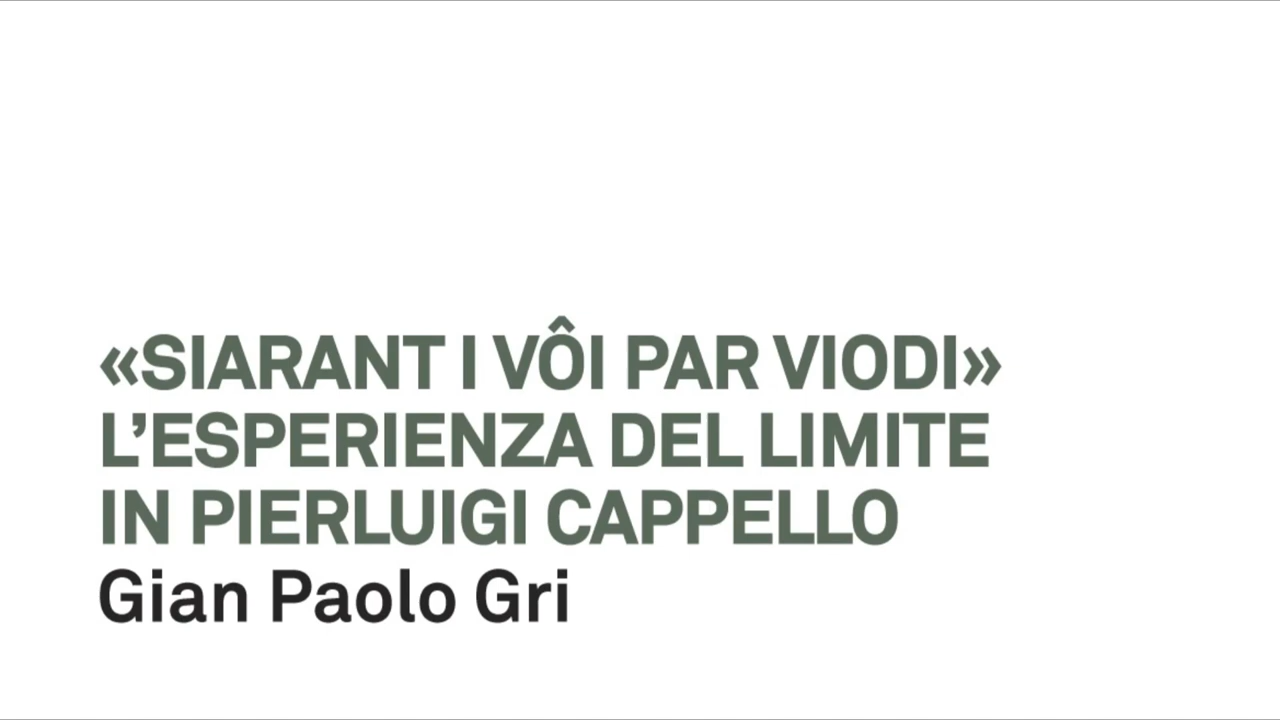 «SIARANT I VÔI PAR VIODI»
L’ESPERIENZA DEL LIMITE
IN PIERLUIGI CAPPELLO
Gian Paolo Gri